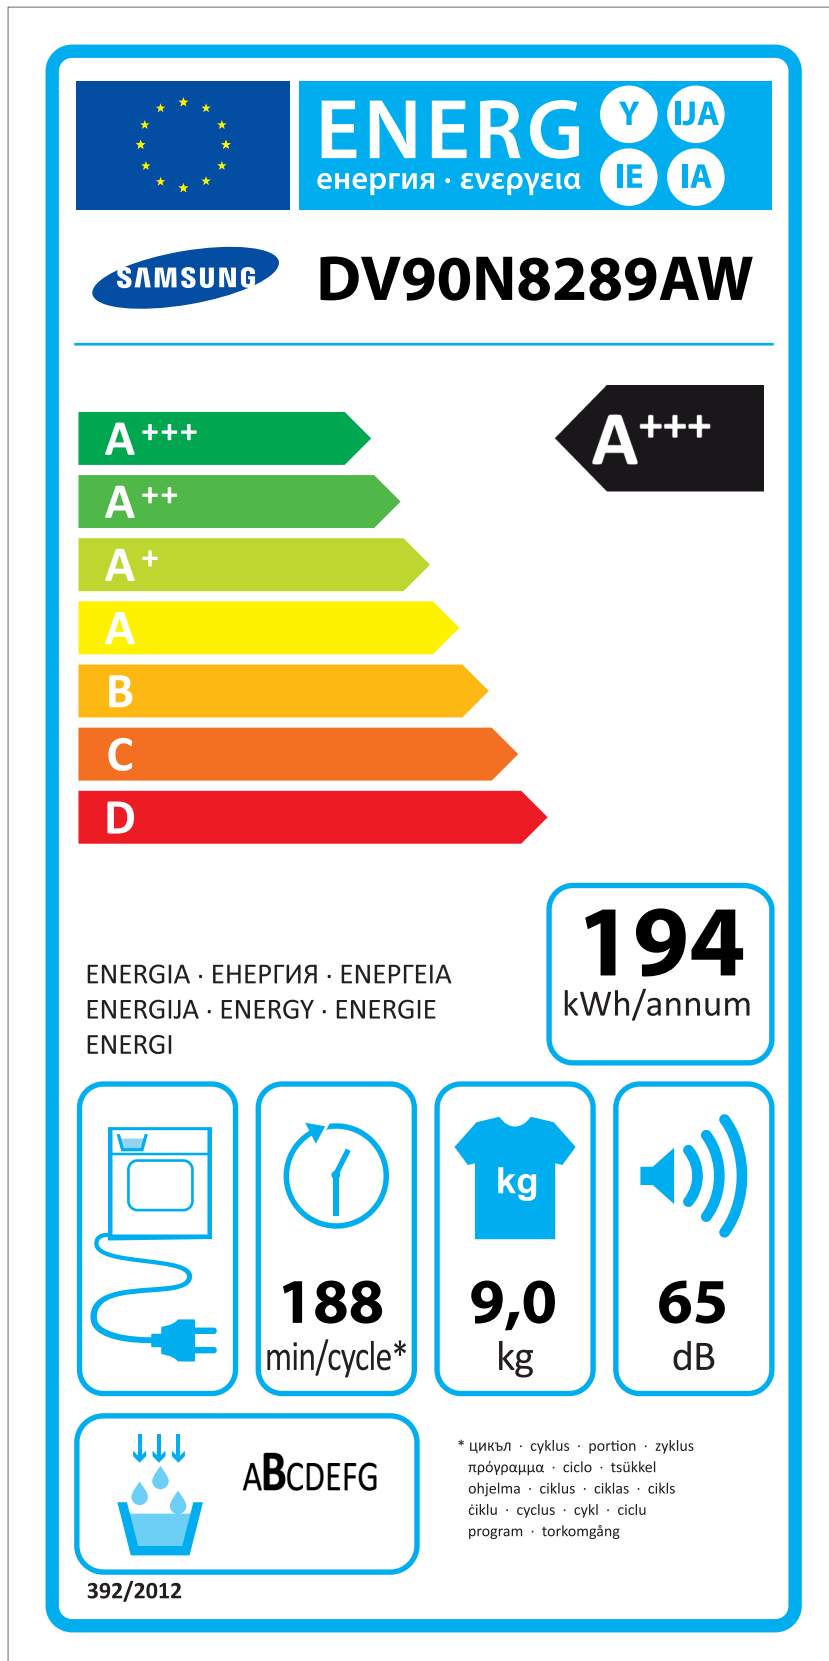 ENERG Y IJA
енергия · ενεργεια IE IA
SAMSUNG DV90N8289AW
A+++ A+++
A++
A+
A
B
C
D
194
kWh/annum
ENERGIA · ЕНЕРГИЯ · ΕΝΕΡΓΕΙΑ
ENERGIJA · ENERGY · ENERGIE
ENERGI
kg
188 9,0 65
min/cycle* kg dB
ABCDEFG
* цикъл · cyklus · portion · zyklus
πρόγραμμα · ciclo · tsükkel
ohjelma · ciklus · ciklas · cikls
ċiklu · cyclus · cykl · ciclu
program · torkomgång
392/2012